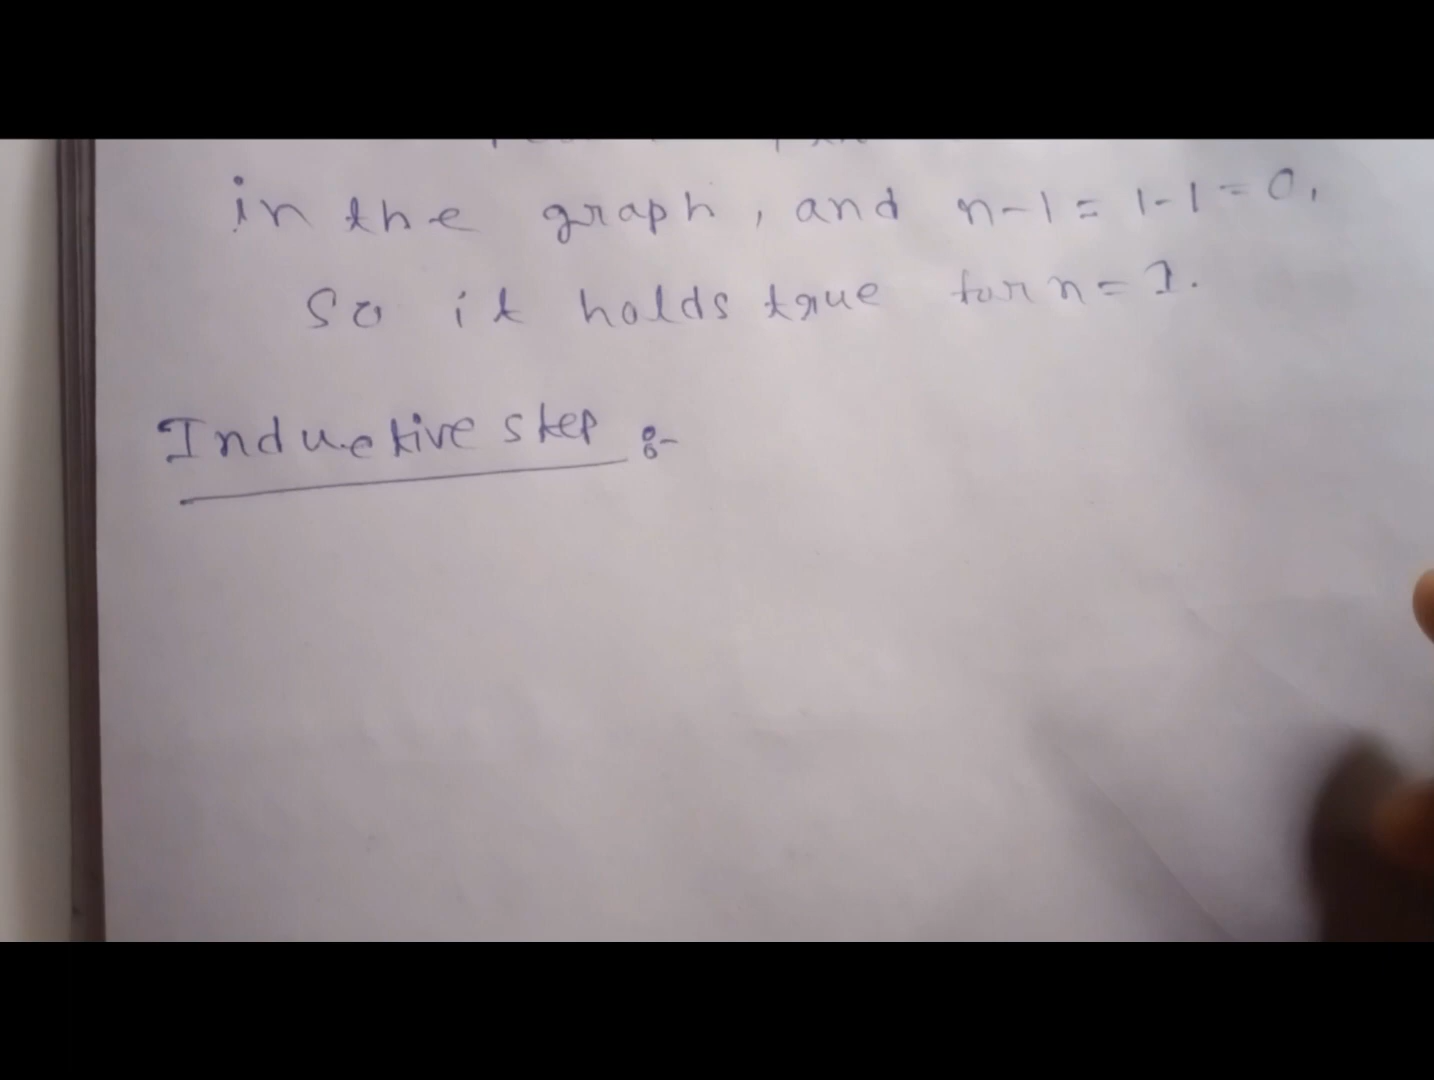 in the graph, and n-1 = 1-1 = 0,
So it holds true for n = 1.
Inductive step :-